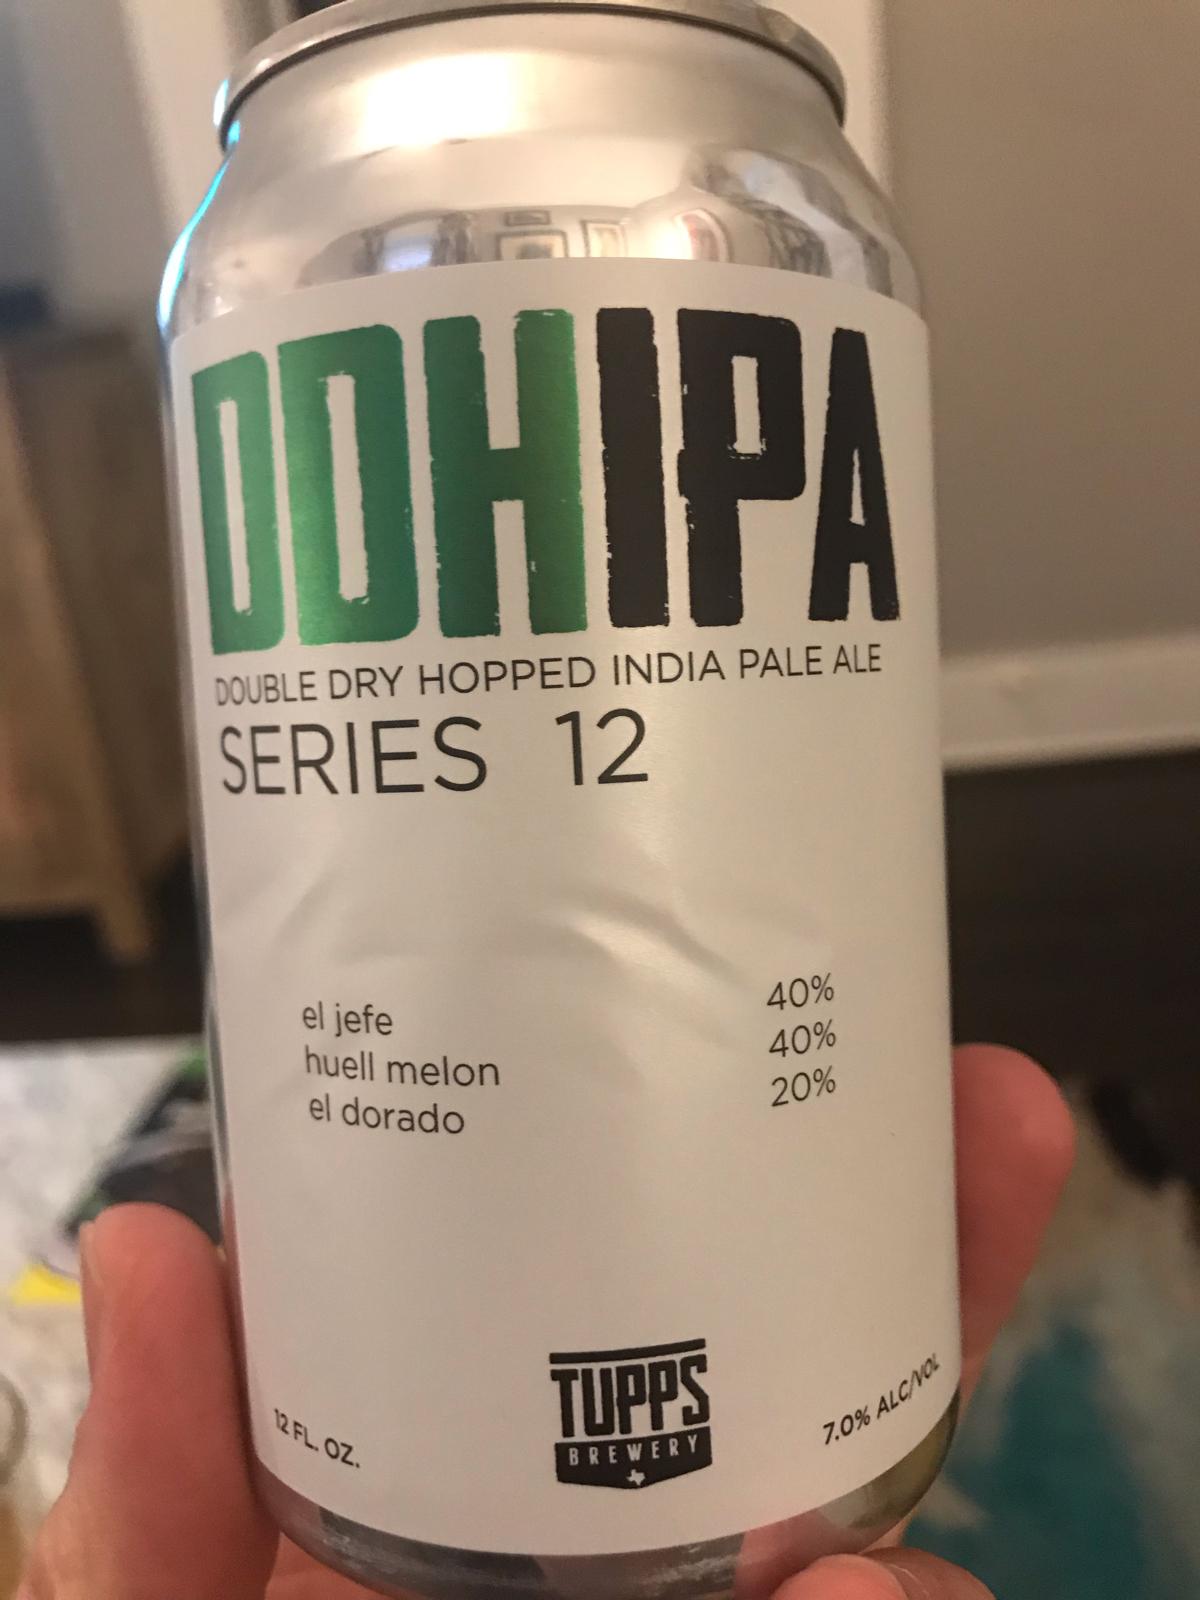 DDHIPA
DOUBLE DRY HOPPED INDIA PALE ALE
SERIES 12
el jefe 40%
huell melon 40%
el dorado 20%
TUPPS
BREWERY
12 FL. OZ.
7.0% ALC/VOL